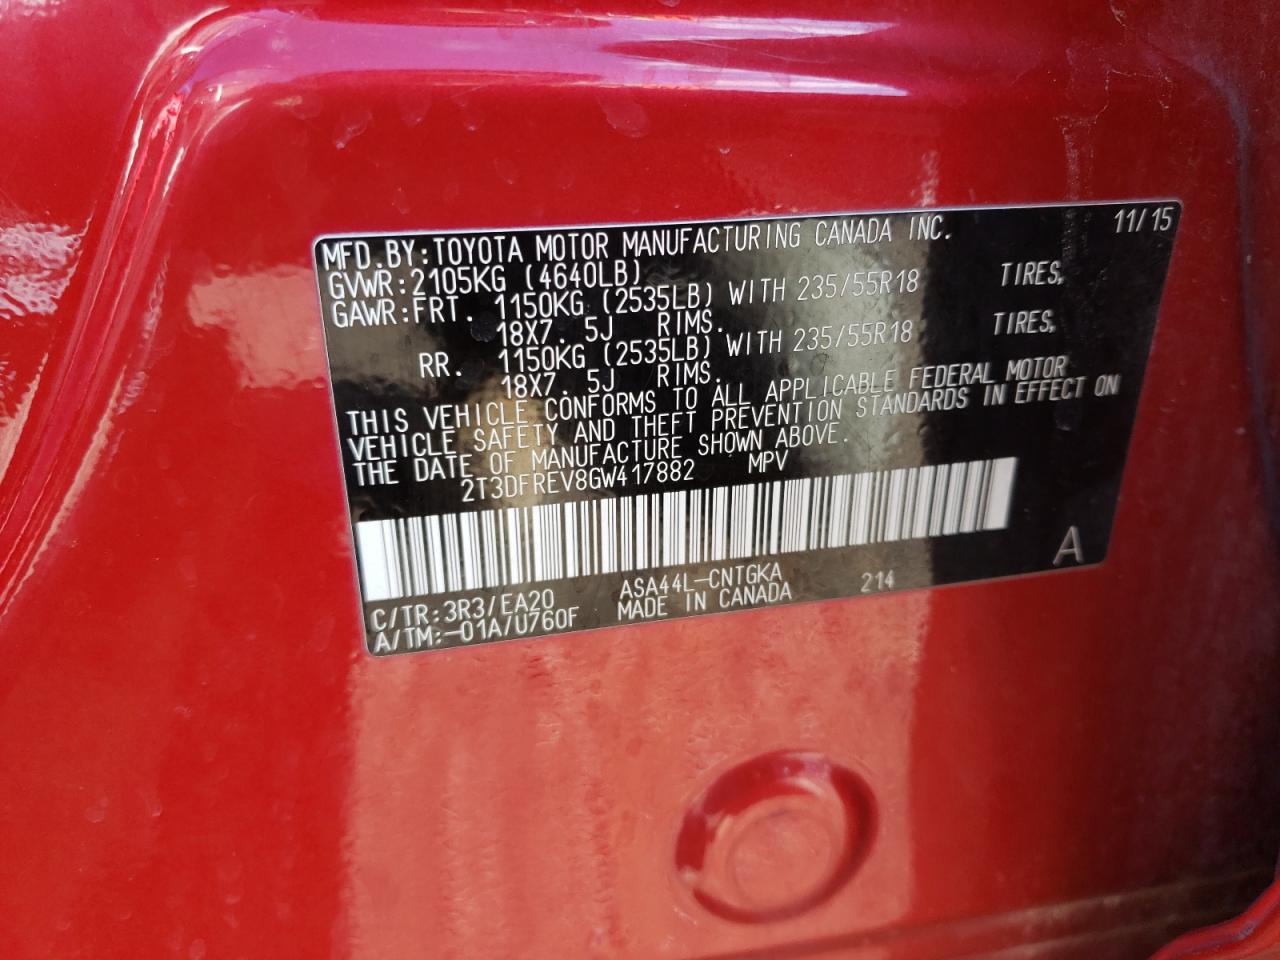 MFD.BY:TOYOTA MOTOR MANUFACTURING CANADA INC. 11/15
GVWR:2105KG (4640LB)
GAWR:FRT. 1150KG (2535LB) WITH 235/55R18 TIRES,
18X7.5J RIMS.
RR. 1150KG (2535LB) WITH 235/55R18 TIRES,
18X7.5J RIMS.
THIS VEHICLE CONFORMS TO ALL APPLICABLE FEDERAL MOTOR
VEHICLE SAFETY AND THEFT PREVENTION STANDARDS IN EFFECT ON
THE DATE OF MANUFACTURE SHOWN ABOVE.
2T3DFREV8GW417882 MPV
A
C/TR:3R3/EA20 ASA44L-CNTGKA 214
A/TM:-01A/U760F MADE IN CANADA